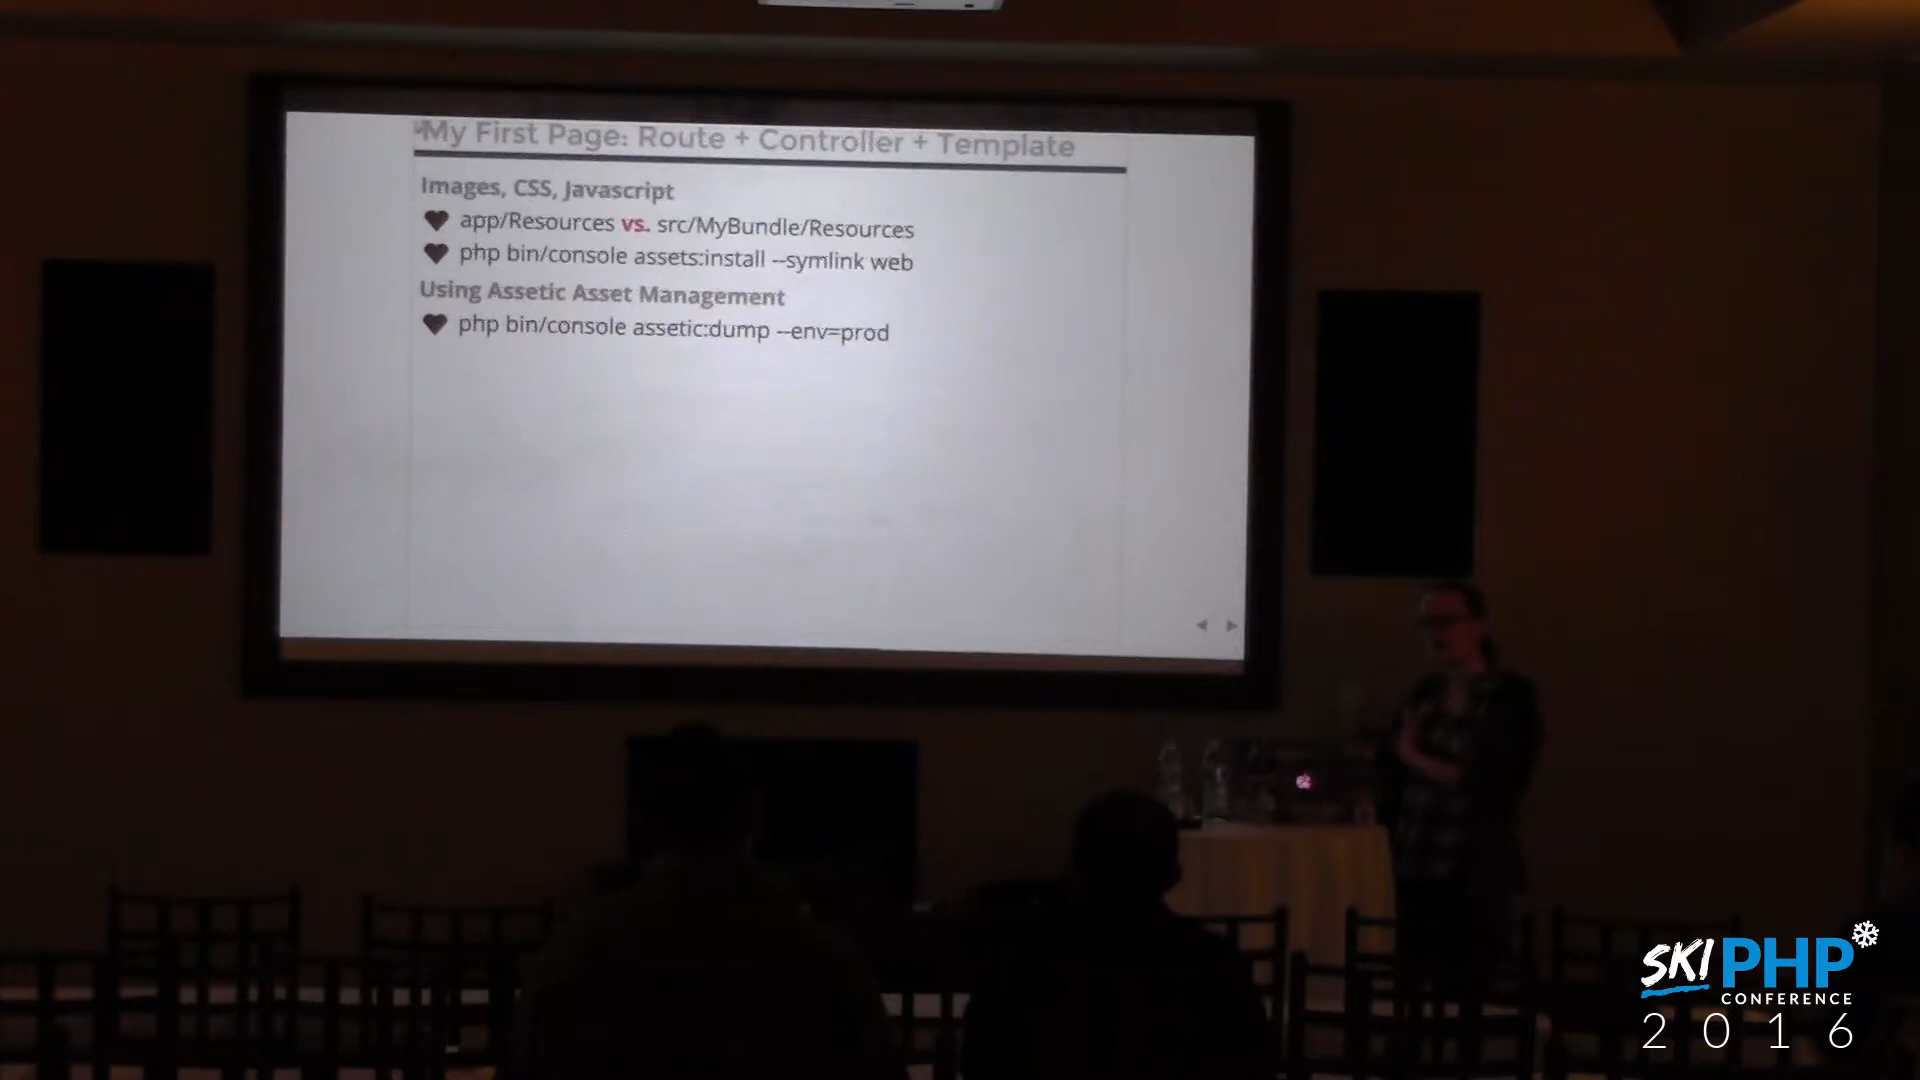 My First Page: Route + Controller + Template
Images, CSS, Javascript
app/Resources vs. src/MyBundle/Resources
php bin/console assets:install --symlink web
Using Assetic Asset Management
php bin/console assetic:dump --env=prod
SKI PHP
CONFERENCE
2016